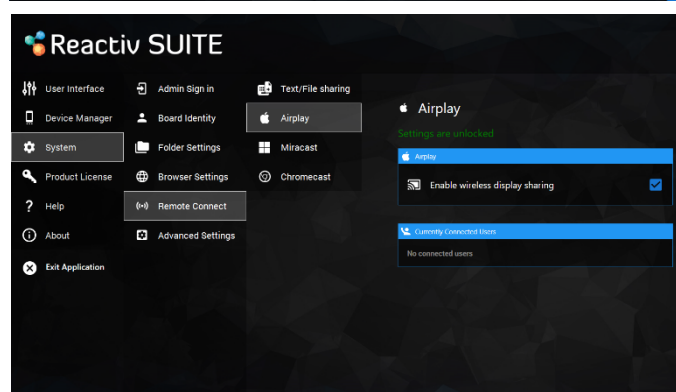 Reactiv SUITE
User Interface
Device Manager
System
Product License
Help
About
Exit Application
Admin Sign in
Board Identity
Folder Settings
Browser Settings
Remote Connect
Advanced Settings
Text/File sharing
Airplay
Miracast
Chromecast
Airplay
Settings are unlocked
Airplay
Enable wireless display sharing
Currently Connected Users
No connected users